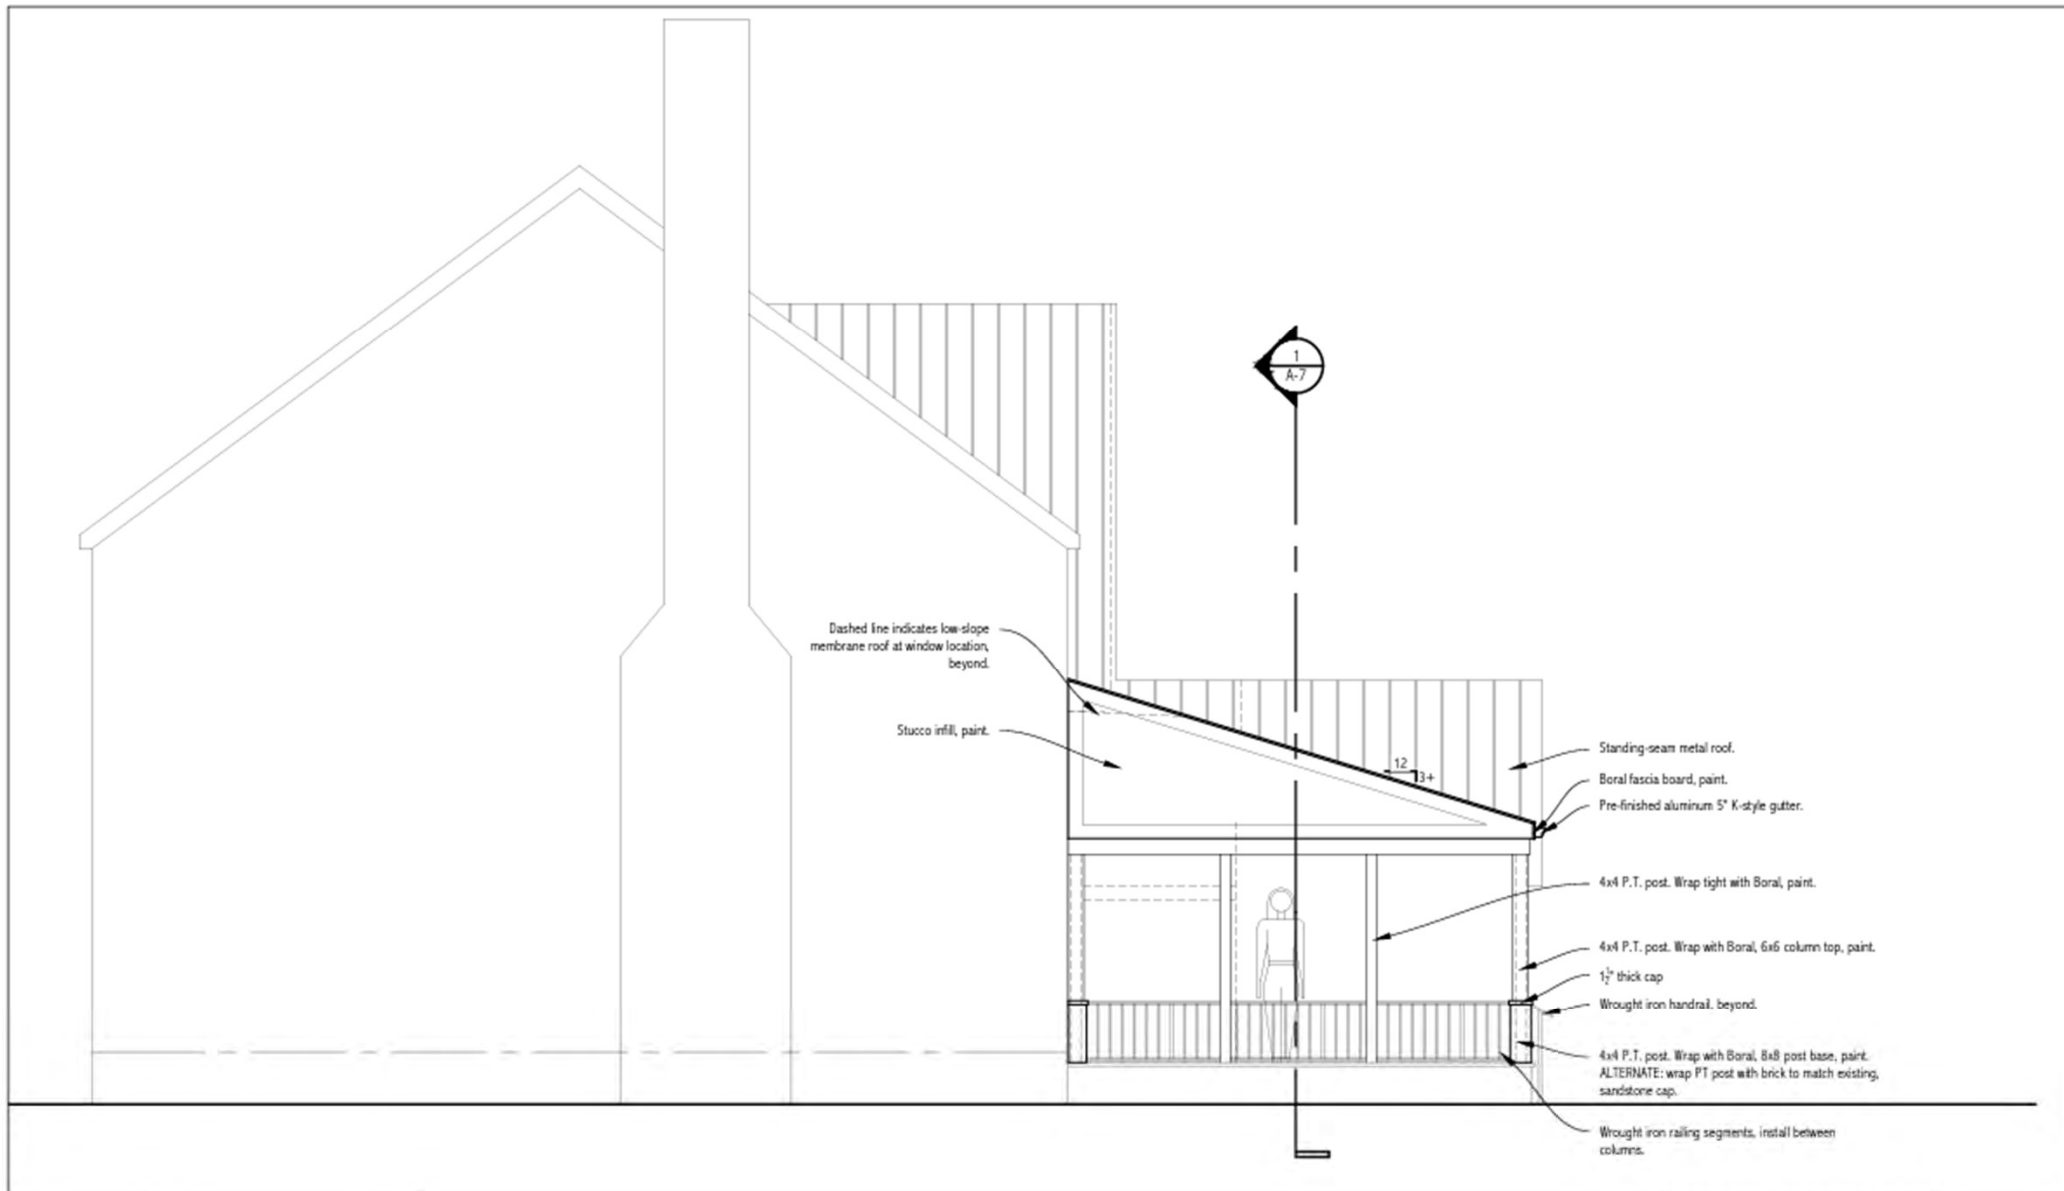 1
A-7
Dashed line indicates low-slope
membrane roof at window location,
beyond.
Stucco infill, paint.
12
3+
Standing-seam metal roof.
Boral fascia board, paint.
Pre-finished aluminum 5" K-style gutter.
4x4 P.T. post. Wrap tight with Boral, paint.
4x4 P.T. post. Wrap with Boral, 6x6 column top, paint.
1½" thick cap
Wrought iron handrail, beyond.
4x4 P.T. post. Wrap with Boral, 8x8 post base, paint.
ALTERNATE: wrap PT post with brick to match existing,
sandstone cap.
Wrought iron railing segments, install between
columns.